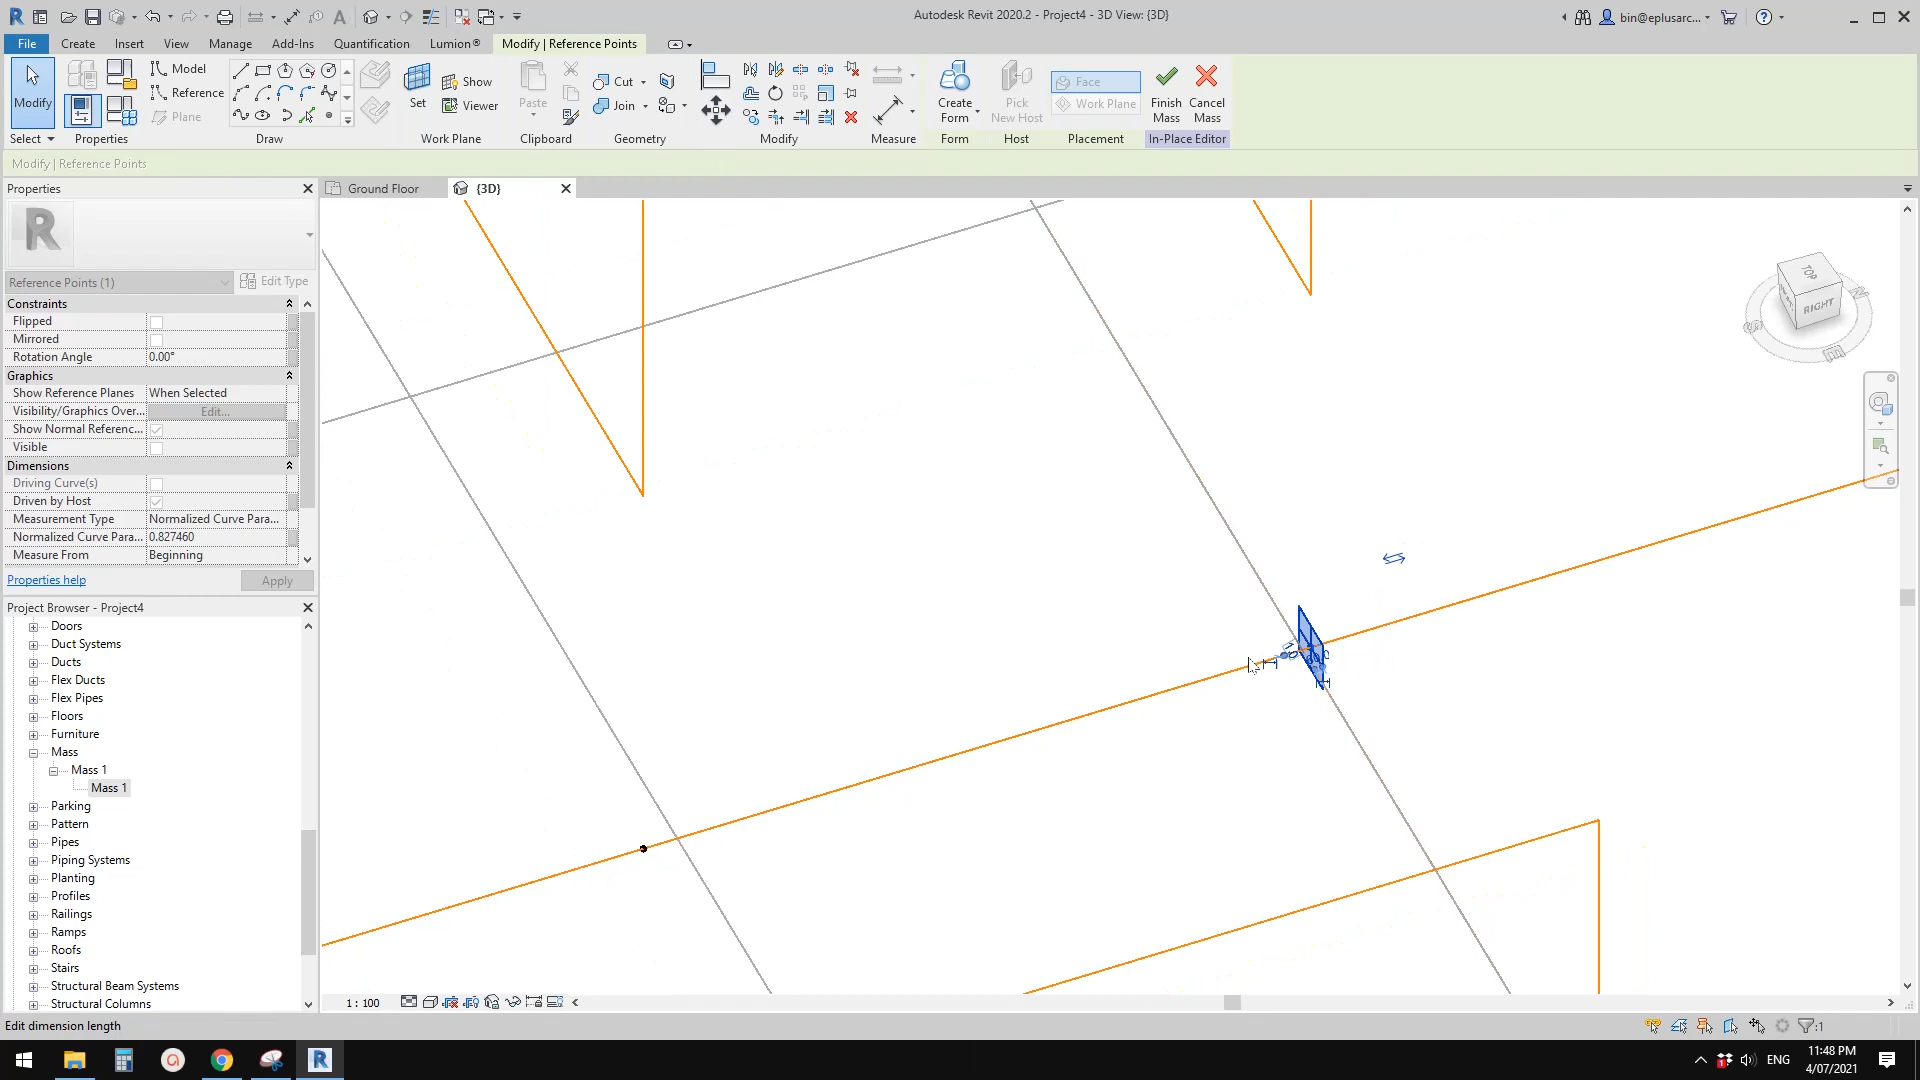 Autodesk Revit 2020.2 - Project4 - 3D View: {3D}
bin@eplusarc...
File Create Insert View Manage Add-Ins Quantification Lumion® Modify | Reference Points
Modify
Select
Properties
Model
Reference
Plane
Draw
Set
Show
Viewer
Work Plane
Paste
Clipboard
Cut
Join
Geometry
Modify
Measure
Create
Form
Form
Pick
New Host
Host
Face
Work Plane
Placement
Finish
Mass
Cancel
Mass
In-Place Editor
Modify | Reference Points
Properties
Ground Floor
{3D}
R
Reference Points (1)
Edit Type
Constraints
Flipped
Mirrored
Rotation Angle 0.00°
Graphics
Show Reference Planes When Selected
Visibility/Graphics Over... Edit...
Show Normal Referenc...
Visible
Dimensions
Driving Curve(s)
Driven by Host
Measurement Type Normalized Curve Para...
Normalized Curve Para... 0.827460
Measure From Beginning
Properties help
Apply
Project Browser - Project4
Doors
Duct Systems
Ducts
Flex Ducts
Flex Pipes
Floors
Furniture
Mass
Mass 1
Mass 1
Parking
Pattern
Pipes
Piping Systems
Planting
Profiles
Railings
Ramps
Roofs
Stairs
Structural Beam Systems
Structural Columns
TOP
RIGHT
1 : 100
Edit dimension length
:1
ENG
11:48 PM
4/07/2021